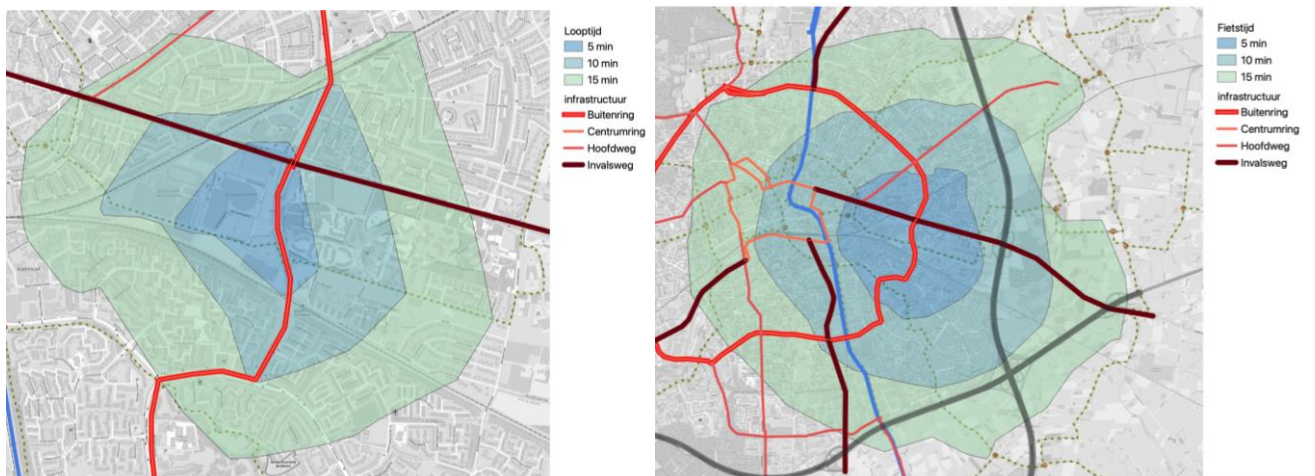 Looptijd
5 min
10 min
15 min
infrastructuur
Buitenring
Centrumring
Hoofdweg
Invalsweg
Fietstijd
5 min
10 min
15 min
infrastructuur
Buitenring
Centrumring
Hoofdweg
Invalsweg